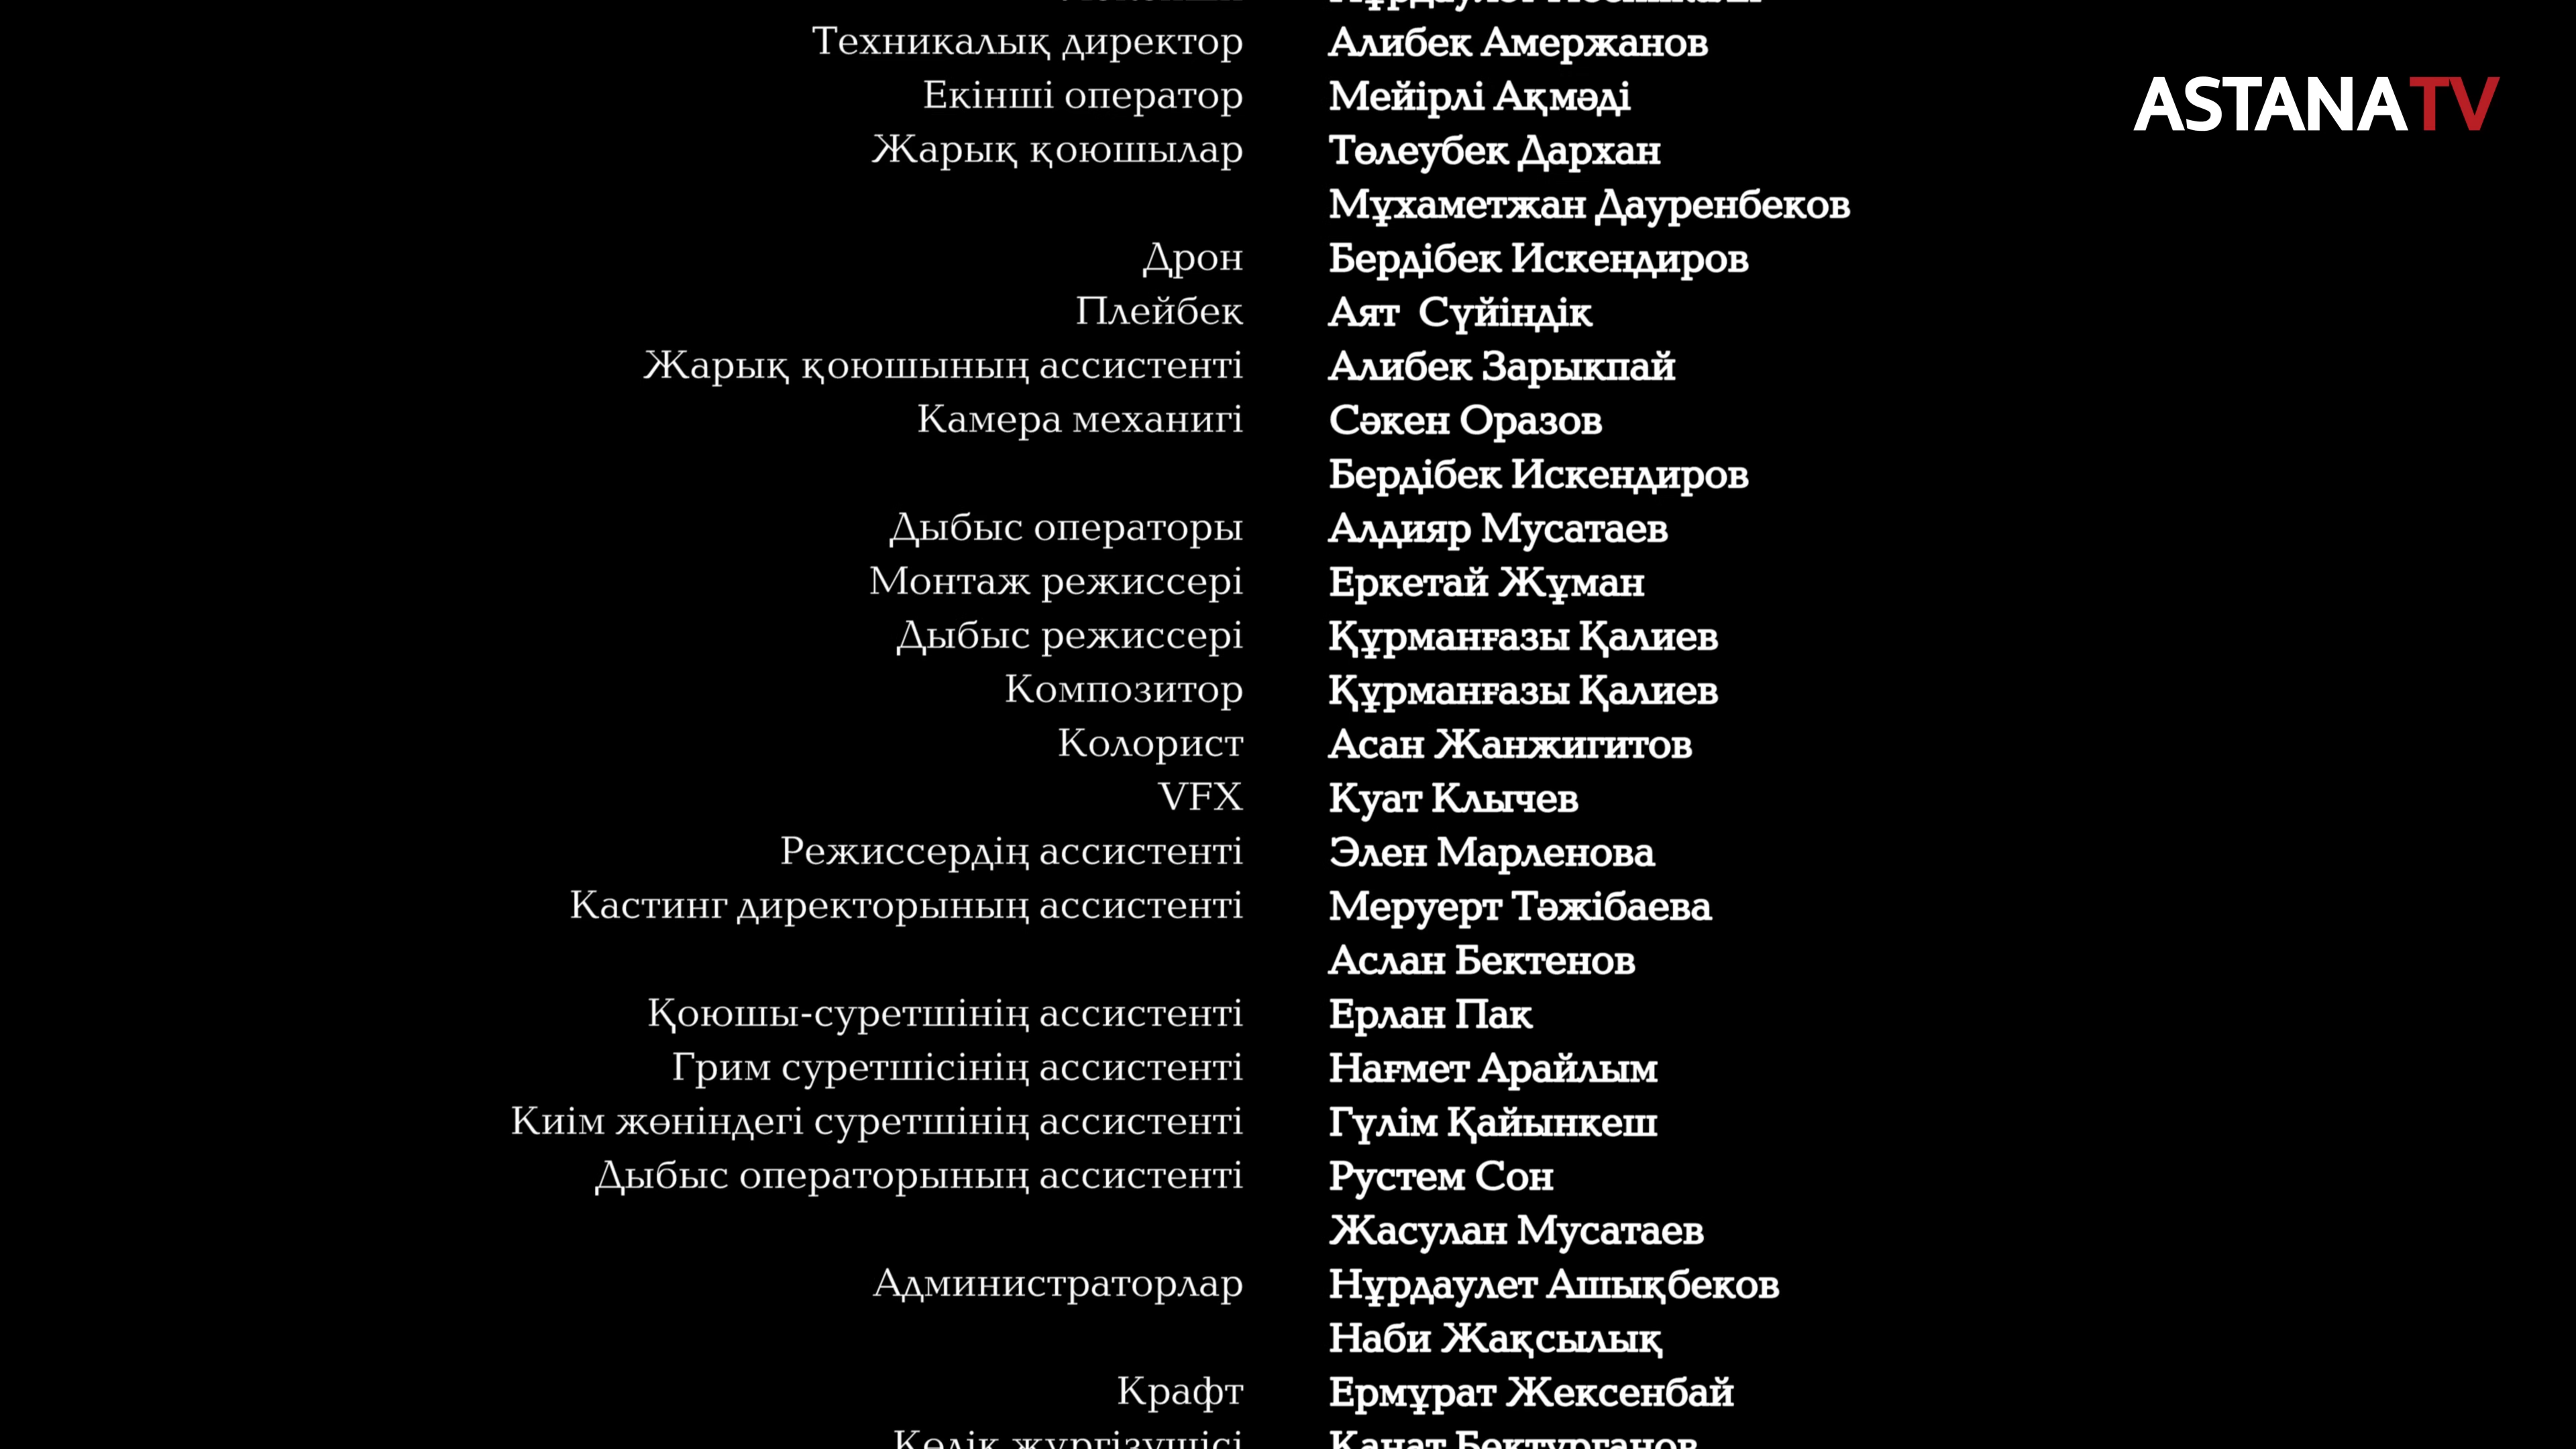 Техникалық директор Алибек Амержанов
ASTANATV
Екінші оператор Мейірлі Ақмәді
Жарық қоюшылар Төлеубек Дархан
Мұхаметжан Дауренбеков
Дрон Бердібек Искендиров
Плейбек Аят Сүйіндік
Жарық қоюшының ассистенті Алибек Зарыкпай
Камера механигі Сәкен Оразов
Бердібек Искендиров
Дыбыс операторы Алдияр Мусатаев
Монтаж режиссері Еркетай Жұман
Дыбыс режиссері Құрманғазы Қалиев
Композитор Құрманғазы Қалиев
Колорист Асан Жанжигитов
VFX Куат Клычев
Режиссердің ассистенті Элен Марленова
Кастинг директорының ассистенті Меруерт Тәжібаева
Аслан Бектенов
Қоюшы-суретшінің ассистенті Ерлан Пак
Грим суретшісінің ассистенті Нағмет Арайлым
Киім жөніндегі суретшінің ассистенті Гүлім Қайынкеш
Дыбыс операторының ассистенті Рустем Сон
Жасулан Мусатаев
Администраторлар Нұрдаулет Ашықбеков
Наби Жақсылық
Крафт Ермұрат Жексенбай
Көлік жүргізушісі Канат Бектурганов